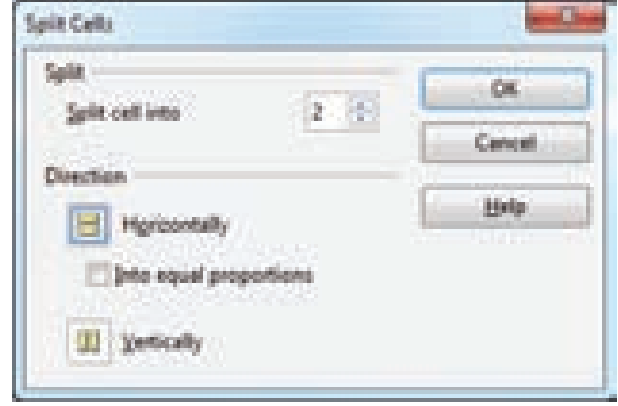 Split Cells
Split
Split cell into 2
OK
Cancel
Direction
Help
Horizontally
Into equal proportions
Vertically